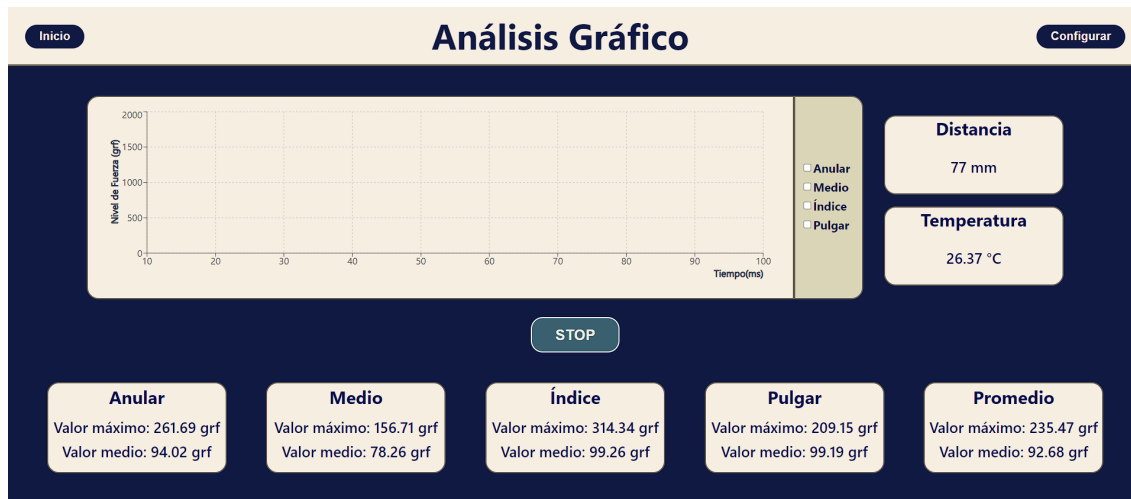 Inicio
Análisis Gráfico
Configurar
Nivel de Fuerza (grf)
2000
1500
1000
500
0
10 20 30 40 50 60 70 80 90 100
Tiempo(ms)
Anular
Medio
Índice
Pulgar
Distancia
77 mm
Temperatura
26.37 °C
STOP
Anular
Valor máximo: 261.69 grf
Valor medio: 94.02 grf
Medio
Valor máximo: 156.71 grf
Valor medio: 78.26 grf
Índice
Valor máximo: 314.34 grf
Valor medio: 99.26 grf
Pulgar
Valor máximo: 209.15 grf
Valor medio: 99.19 grf
Promedio
Valor máximo: 235.47 grf
Valor medio: 92.68 grf